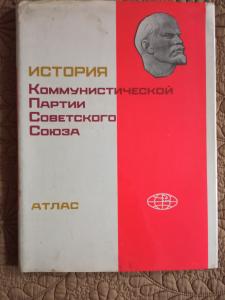 ИСТОРИЯ
КОММУНИСТИЧЕСКОЙ
ПАРТИИ
СОВЕТСКОГО
СОЮЗА
АТЛАС